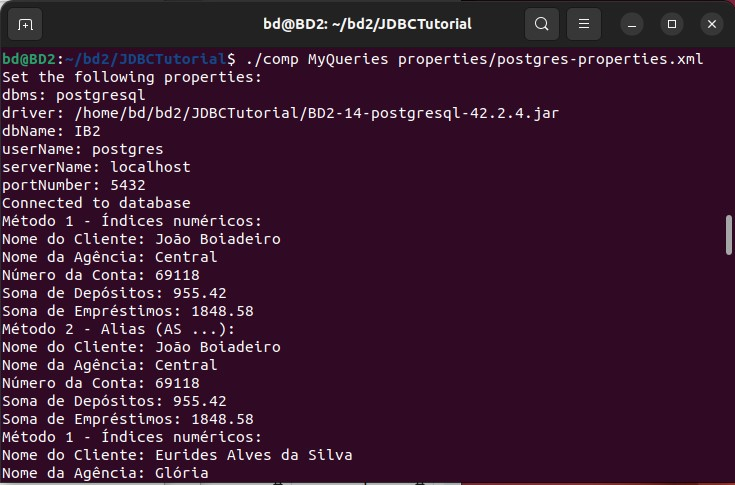 bd@BD2: ~/bd2/JDBCTutorial
bd@BD2:~/bd2/JDBCTutorial$ ./comp MyQueries properties/postgres-properties.xml
Set the following properties:
dbms: postgresql
driver: /home/bd/bd2/JDBCTutorial/BD2-14-postgresql-42.2.4.jar
dbName: IB2
userName: postgres
serverName: localhost
portNumber: 5432
Connected to database
Método 1 - Índices numéricos:
Nome do Cliente: João Boiadeiro
Nome da Agência: Central
Número da Conta: 69118
Soma de Depósitos: 955.42
Soma de Empréstimos: 1848.58
Método 2 - Alias (AS ...):
Nome do Cliente: João Boiadeiro
Nome da Agência: Central
Número da Conta: 69118
Soma de Depósitos: 955.42
Soma de Empréstimos: 1848.58
Método 1 - Índices numéricos:
Nome do Cliente: Eurides Alves da Silva
Nome da Agência: Glória